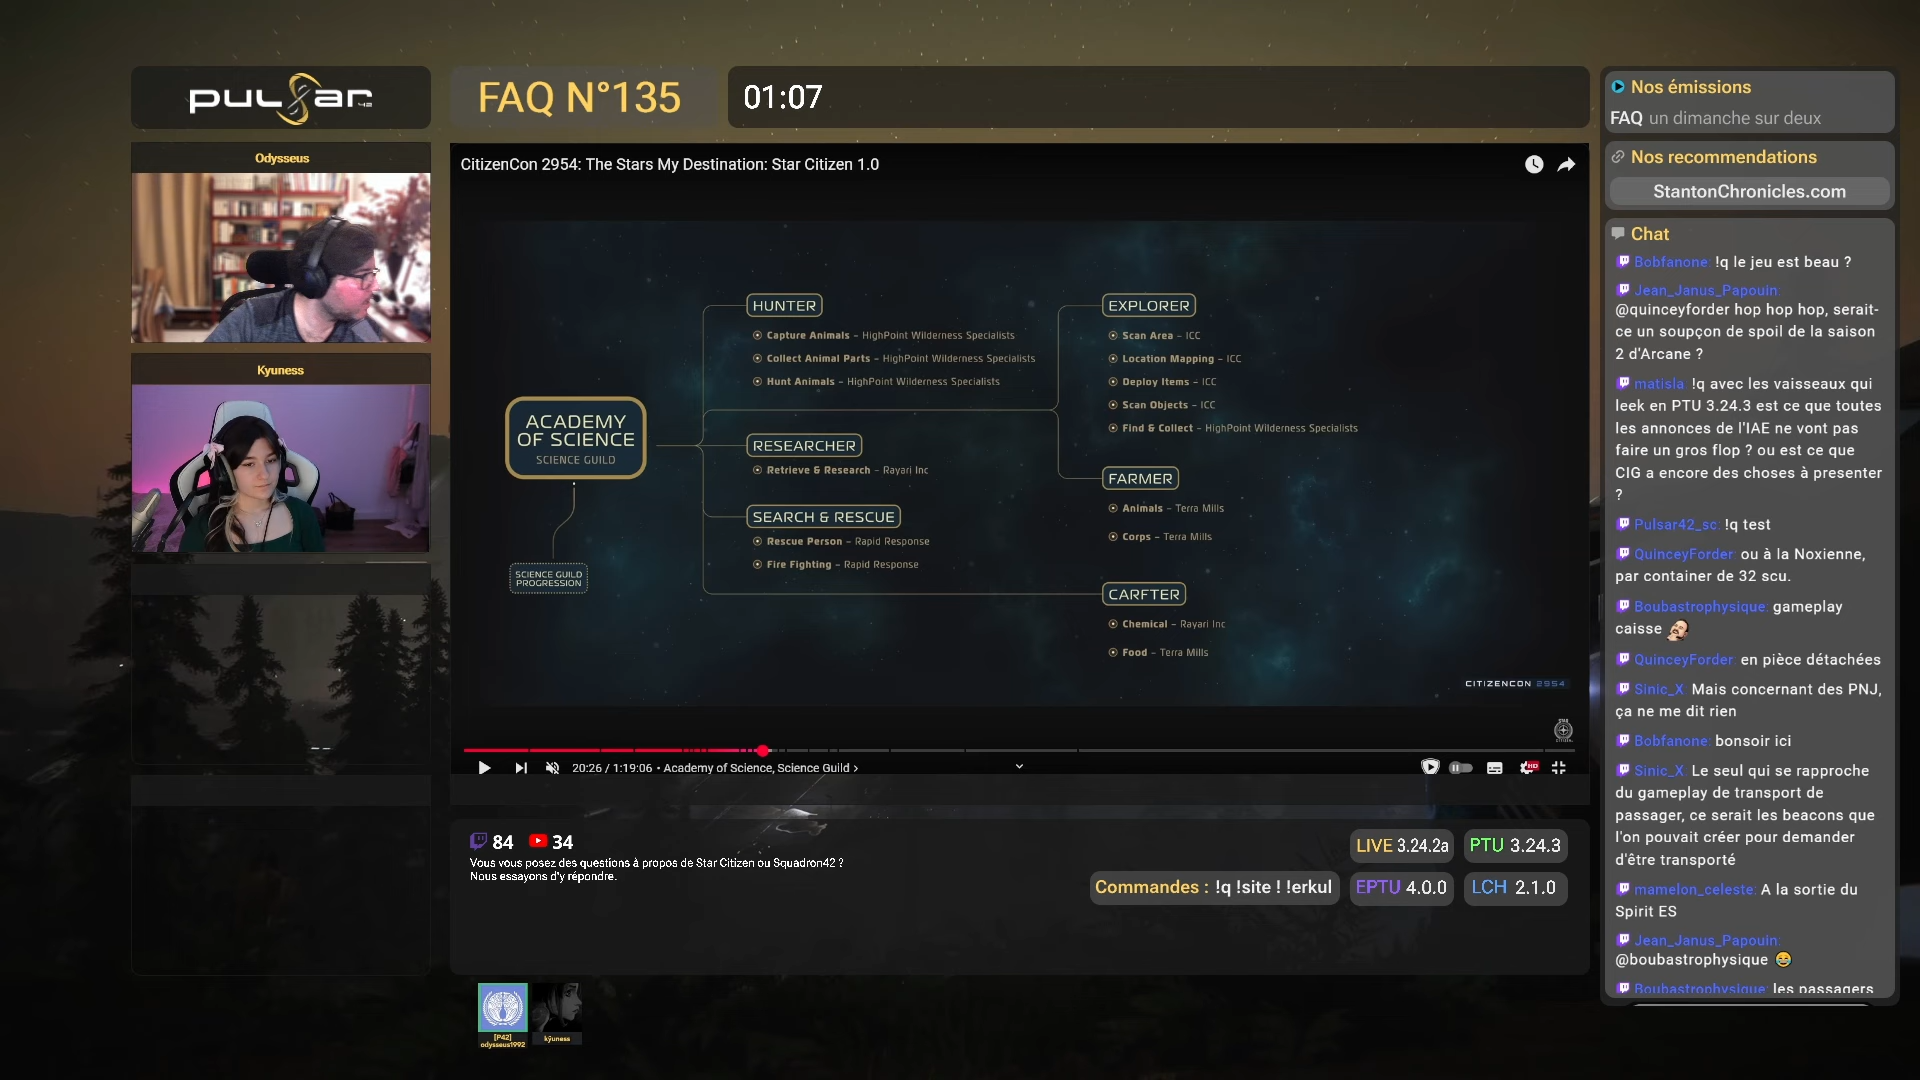 pulsar 42
FAQ N°135
01:07
Odysseus
Kyuness
CitizenCon 2954: The Stars My Destination: Star Citizen 1.0
ACADEMY
OF SCIENCE
SCIENCE GUILD
SCIENCE GUILD
PROGRESSION
HUNTER
Capture Animals – HighPoint Wilderness Specialists
Collect Animal Parts – HighPoint Wilderness Specialists
Hunt Animals – HighPoint Wilderness Specialists
RESEARCHER
Retrieve & Research – Rayari Inc
SEARCH & RESCUE
Rescue Person – Rapid Response
Fire Fighting – Rapid Response
EXPLORER
Scan Area – ICC
Location Mapping – ICC
Deploy Items – ICC
Scan Objects – ICC
Find & Collect – HighPoint Wilderness Specialists
FARMER
Animals – Terra Mills
Corps – Terra Mills
CARFTER
Chemical – Rayari Inc
Food – Terra Mills
CITIZENCON 2954
20:26 / 1:19:06 • Academy of Science, Science Guild ›
HD
84
34
Vous vous posez des questions à propos de Star Citizen ou Squadron42 ?
Nous essayons d'y répondre.
LIVE 3.24.2a
PTU 3.24.3
Commandes : !q !site ! !erkul
EPTU 4.0.0
LCH 2.1.0
[P42]
odysseus1992
kÿuness
Nos émissions
FAQ un dimanche sur deux
Nos recommendations
StantonChronicles.com
Chat
Bobfanone: !q le jeu est beau ?
Jean_Janus_Papouin:
@quinceyforder hop hop hop, serait-
ce un soupçon de spoil de la saison
2 d'Arcane ?
matisla: !q avec les vaisseaux qui
leek en PTU 3.24.3 est ce que toutes
les annonces de l'IAE ne vont pas
faire un gros flop ? ou est ce que
CIG a encore des choses à presenter
?
Pulsar42_sc: !q test
QuinceyForder: ou à la Noxienne,
par container de 32 scu.
Boubastrophysique: gameplay
caisse
QuinceyForder: en pièce détachées
Sinic_X: Mais concernant des PNJ,
ça ne me dit rien
Bobfanone: bonsoir ici
Sinic_X: Le seul qui se rapproche
du gameplay de transport de
passager, ce serait les beacons que
l'on pouvait créer pour demander
d'être transporté
mamelon_celeste: A la sortie du
Spirit ES
Jean_Janus_Papouin:
@boubastrophysique 😂
Boubastrophysique: les passagers